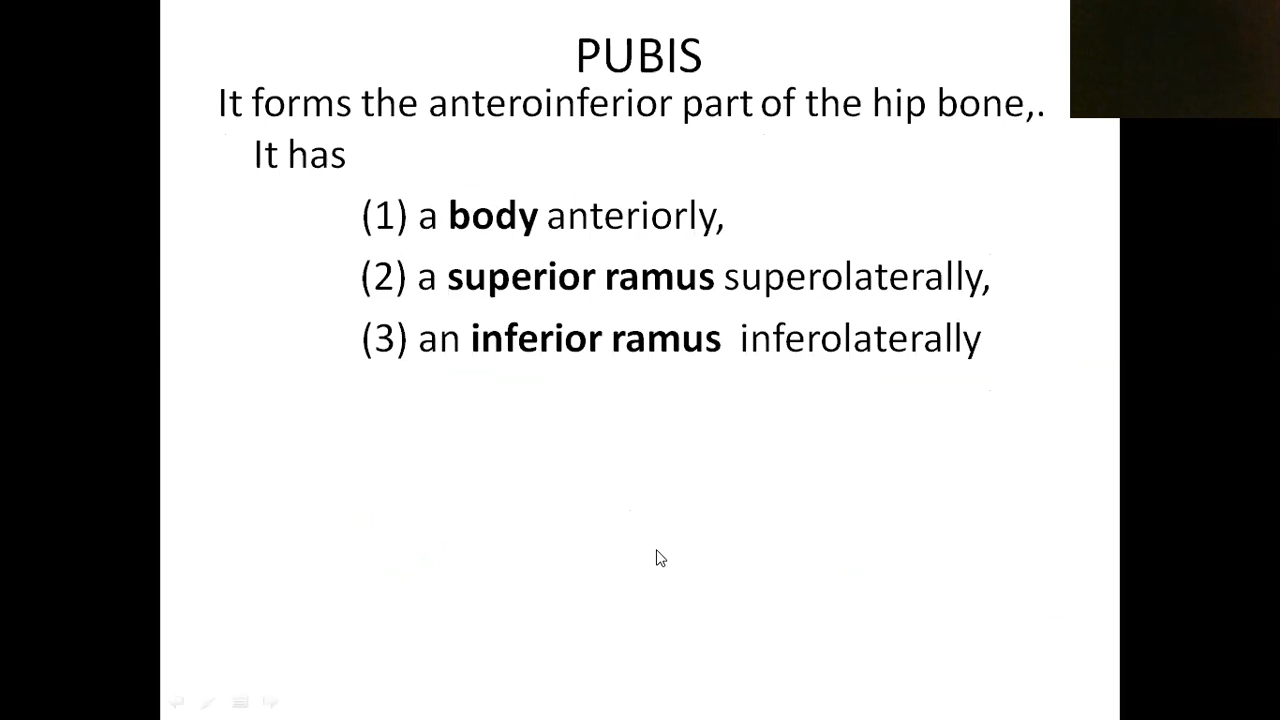 PUBIS
It forms the anteroinferior part of the hip bone,.
It has
(1) a body anteriorly,
(2) a superior ramus superolaterally,
(3) an inferior ramus inferolaterally